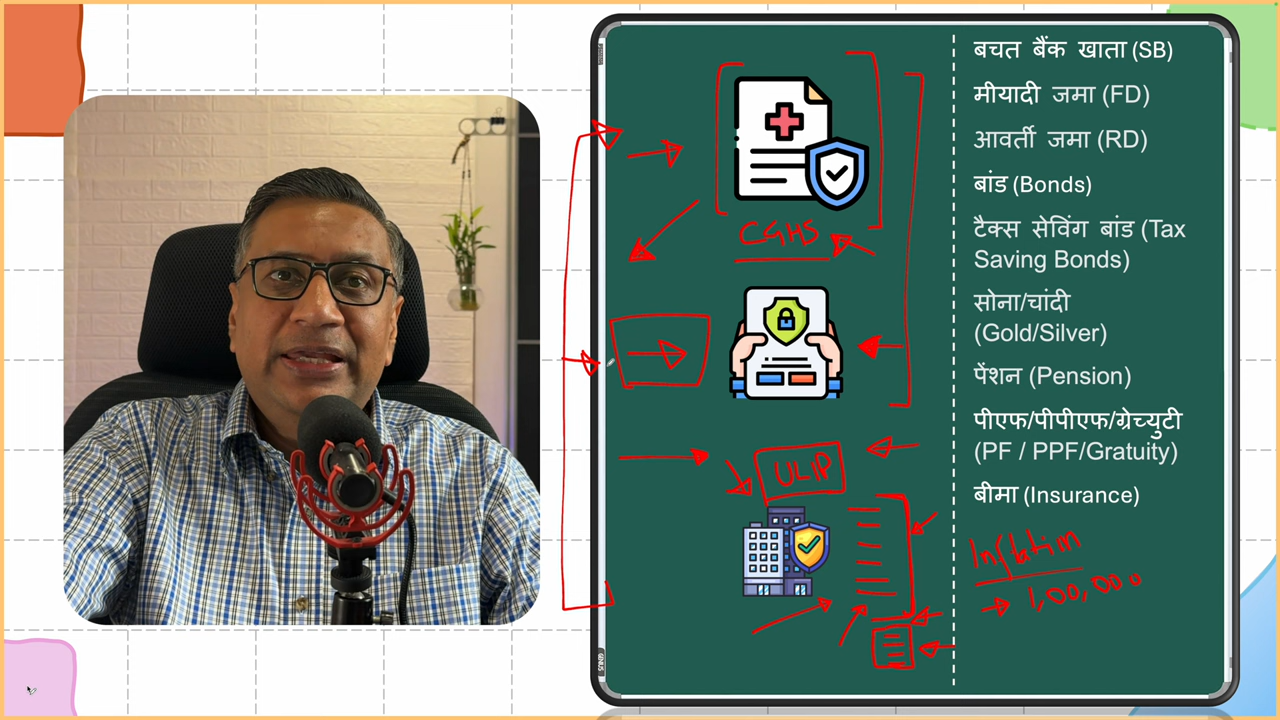 CGHS
ULIP
बचत बैंक खाता (SB)
मीयादी जमा (FD)
आवर्ती जमा (RD)
बांड (Bonds)
टैक्स सेविंग बांड (Tax
Saving Bonds)
सोना/चांदी
(Gold/Silver)
पेंशन (Pension)
पीएफ/पीपीएफ/ग्रेच्युटी
(PF / PPF/Gratuity)
बीमा (Insurance)
Inflation
1,00,000